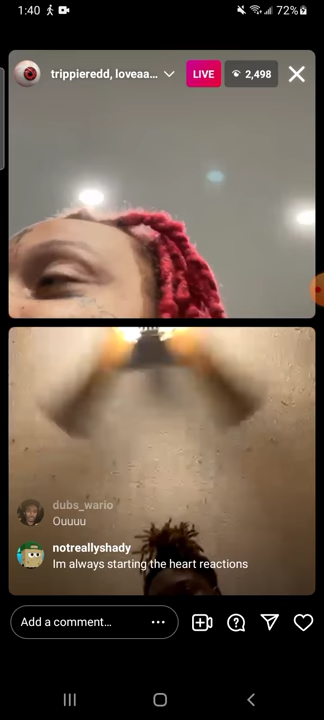 1:40
72%
trippieredd, loveaa...
LIVE
2,498
dubs_wario
Ouuuu
notreallyshady
Im always starting the heart reactions
Add a comment...